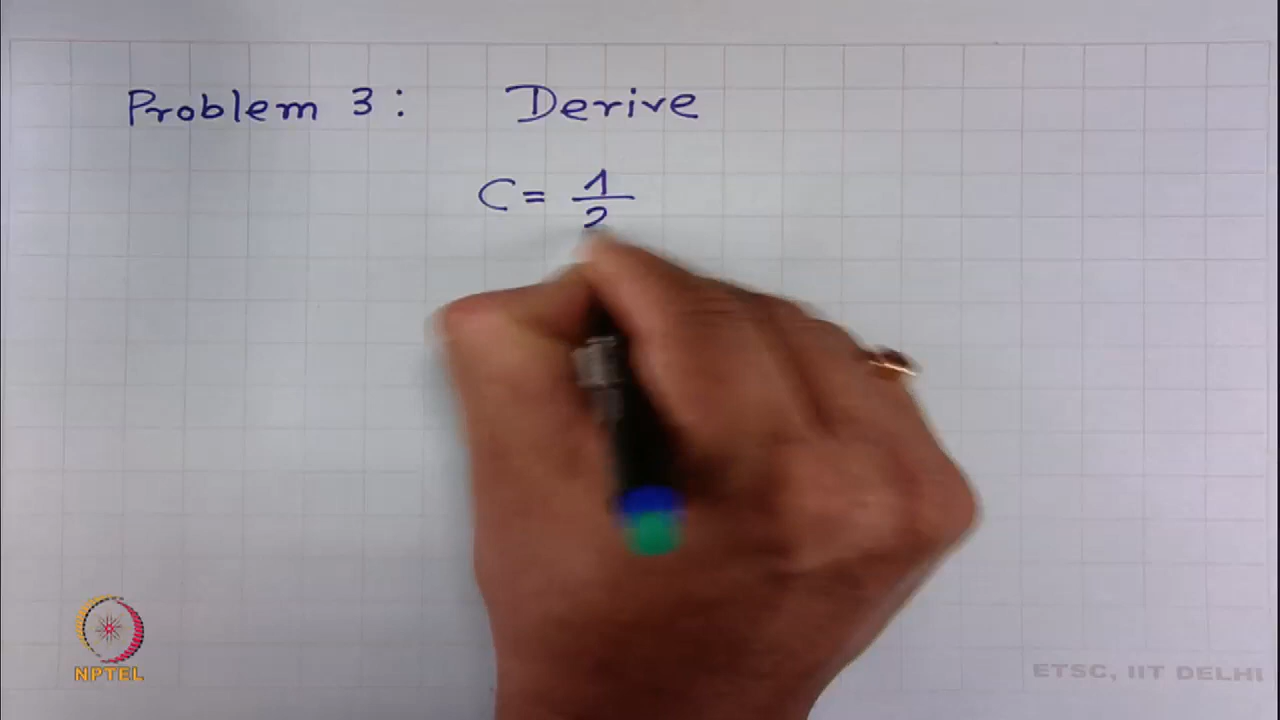 Problem 3: Derive
C = 1/2
NPTEL
ETSC, IIT DELHI